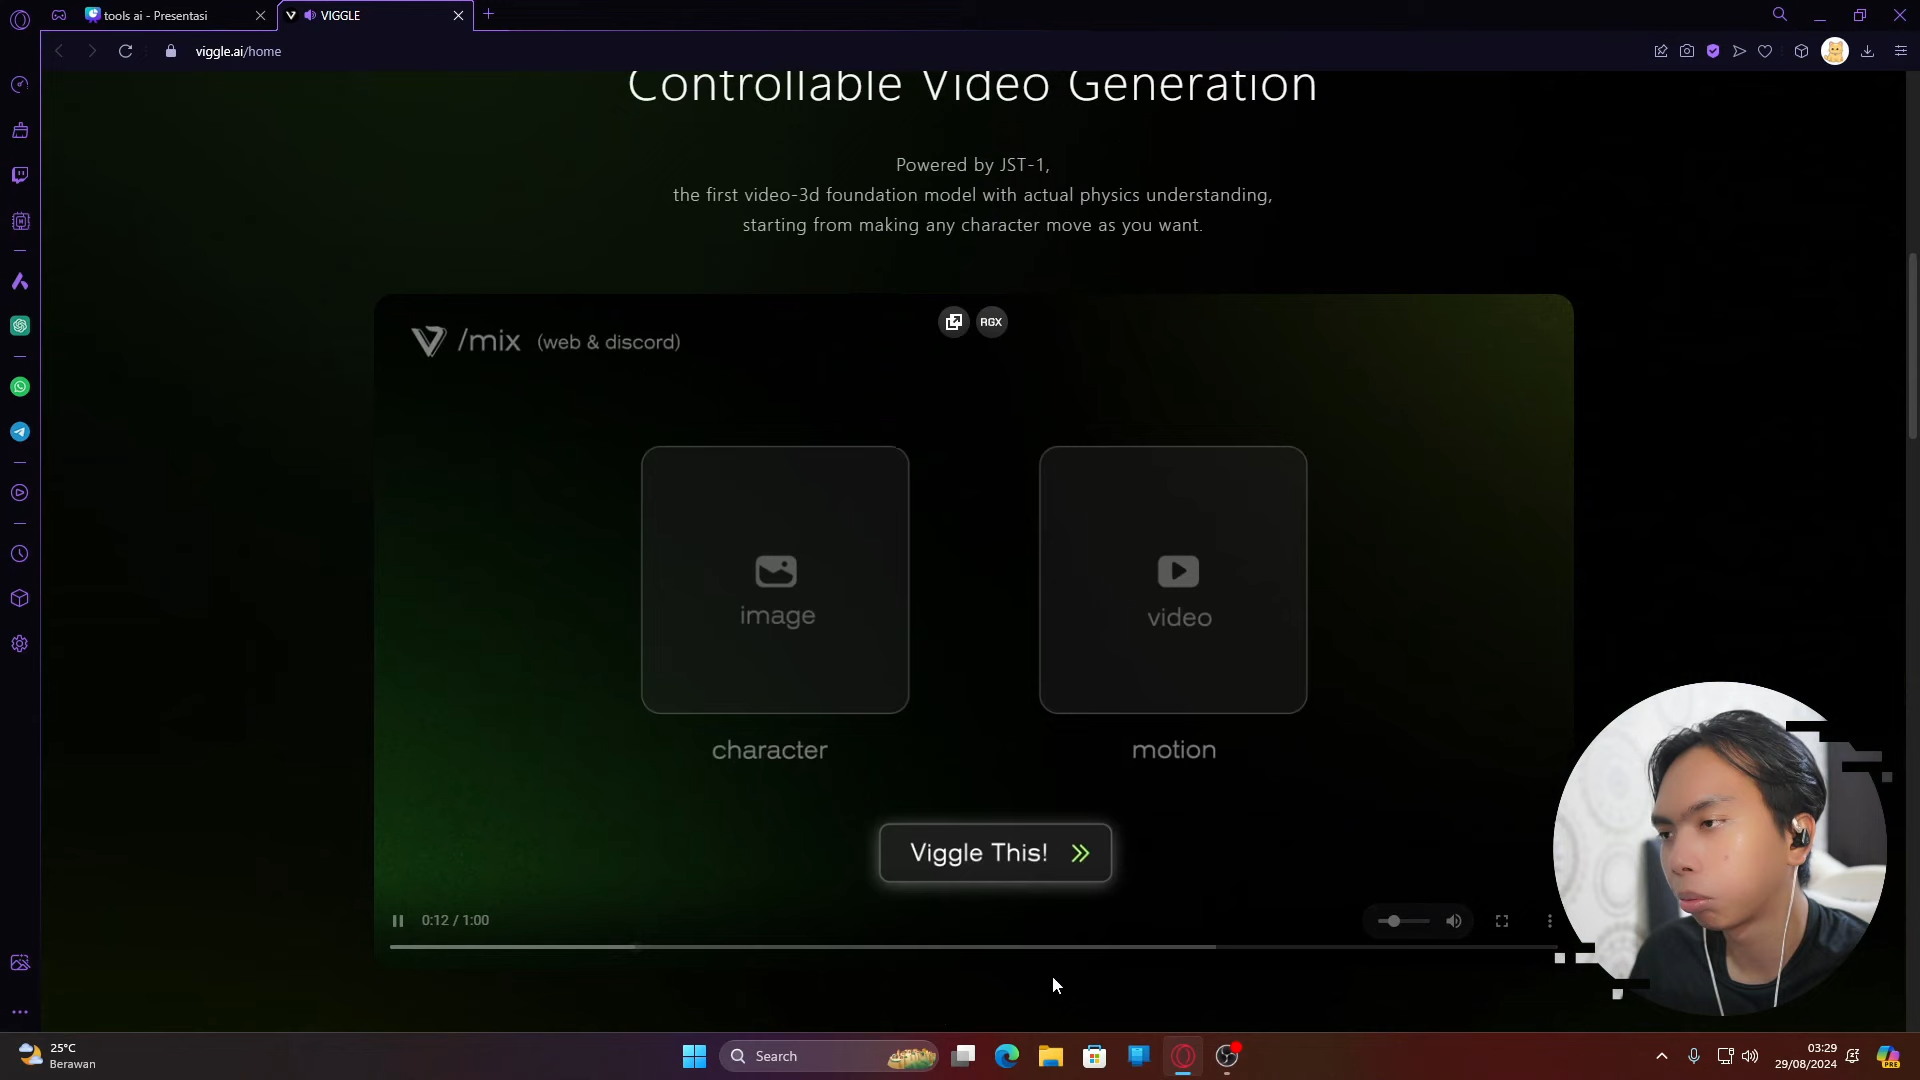 tools ai - Presentasi
VIGGLE
viggle.ai/home
Controllable Video Generation
Powered by JST-1,
the first video-3d foundation model with actual physics understanding,
starting from making any character move as you want.
/mix (web & discord)
RGX
image
video
character
motion
Viggle This!
0:12 / 1:00
25°C
Berawan
Search
03:29
29/08/2024
PRE